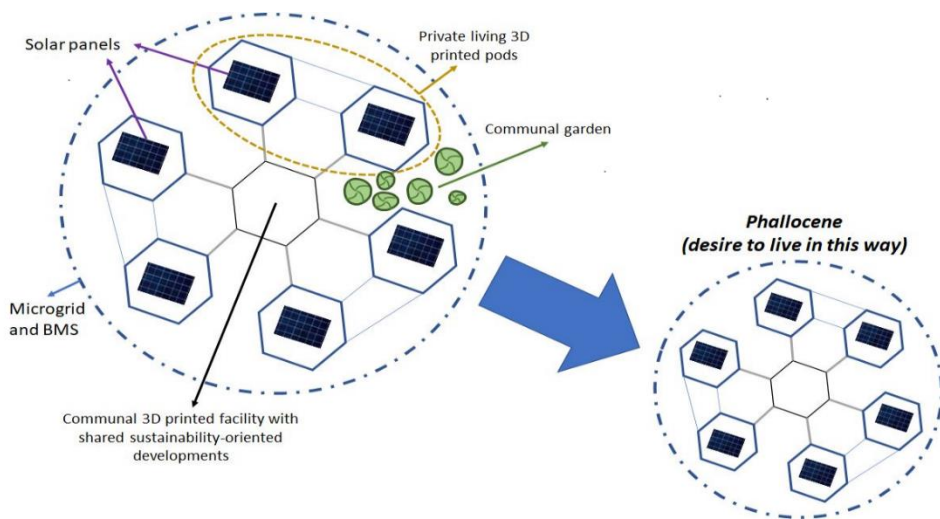 Solar panels
Private living 3D
printed pods
Communal garden
Phallocene
(desire to live in this way)
Microgrid
and BMS
Communal 3D printed facility with
shared sustainability-oriented
developments